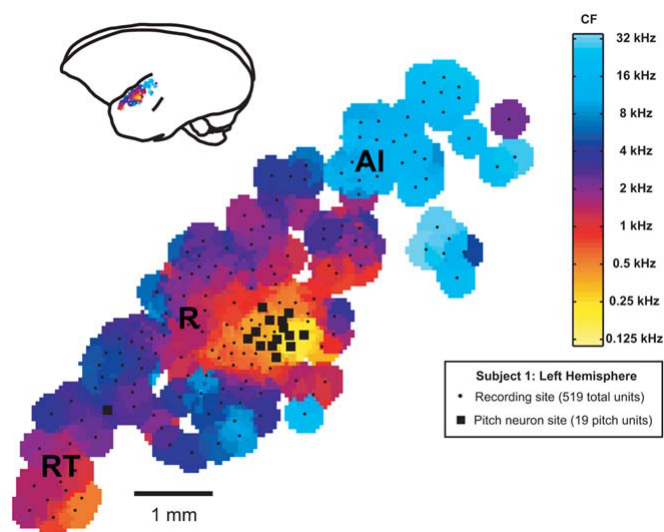 CF
32 kHz
16 kHz
AI
8 kHz
4 kHz
2 kHz
1 kHz
0.5 kHz
R
0.25 kHz
0.125 kHz
Subject 1: Left Hemisphere
Recording site (519 total units)
Pitch neuron site (19 pitch units)
RT
1 mm